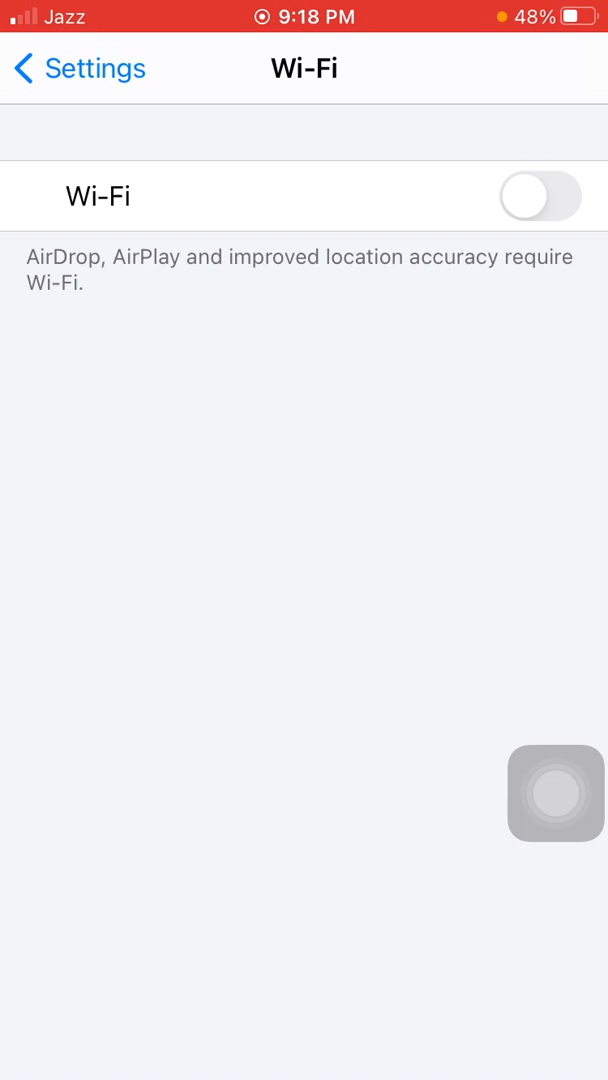 Jazz 9:18 PM 48%
Settings Wi-Fi
Wi-Fi
AirDrop, AirPlay and improved location accuracy require
Wi-Fi.